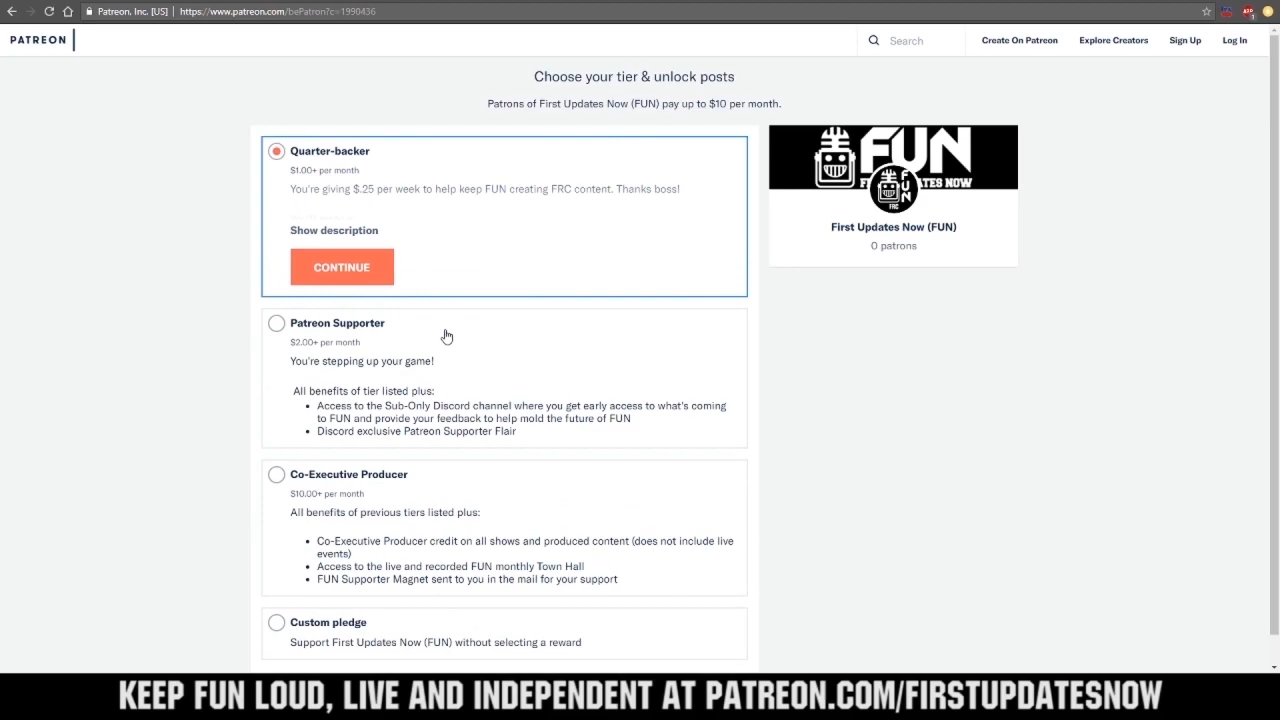 Patreon, Inc. [US] | https://www.patreon.com/bePatron?c=1990436
PATREON
Search
Create On Patreon
Explore Creators
Sign Up
Log In
Choose your tier & unlock posts
Patrons of First Updates Now (FUN) pay up to $10 per month.
Quarter-backer
$1.00+ per month
You're giving $.25 per week to help keep FUN creating FRC content. Thanks boss!
Show description
CONTINUE
FUN
FIRST UPDATES NOW
FUN
FRC
First Updates Now (FUN)
0 patrons
Patreon Supporter
$2.00+ per month
You're stepping up your game!
All benefits of tier listed plus:
• Access to the Sub-Only Discord channel where you get early access to what's coming
to FUN and provide your feedback to help mold the future of FUN
• Discord exclusive Patreon Supporter Flair
Co-Executive Producer
$10.00+ per month
All benefits of previous tiers listed plus:
• Co-Executive Producer credit on all shows and produced content (does not include live
events)
• Access to the live and recorded FUN monthly Town Hall
• FUN Supporter Magnet sent to you in the mail for your support
Custom pledge
Support First Updates Now (FUN) without selecting a reward
KEEP FUN LOUD, LIVE AND INDEPENDENT AT PATREON.COM/FIRSTUPDATESNOW